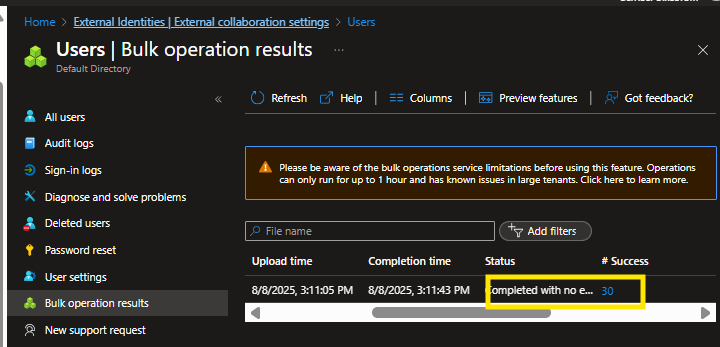 Home > External Identities | External collaboration settings > Users
Users | Bulk operation results ...
Default Directory
«
Refresh Help Columns Preview features Got feedback?
All users
Audit logs
Sign-in logs
Diagnose and solve problems
Deleted users
Password reset
User settings
Bulk operation results
New support request
Please be aware of the bulk operations service limitations before using this feature. Operations
can only run for up to 1 hour and has known issues in large tenants. Click here to learn more.
File name
Add filters
Upload time Completion time Status # Success
8/8/2025, 3:11:05 PM 8/8/2025, 3:11:43 PM Completed with no e... 30